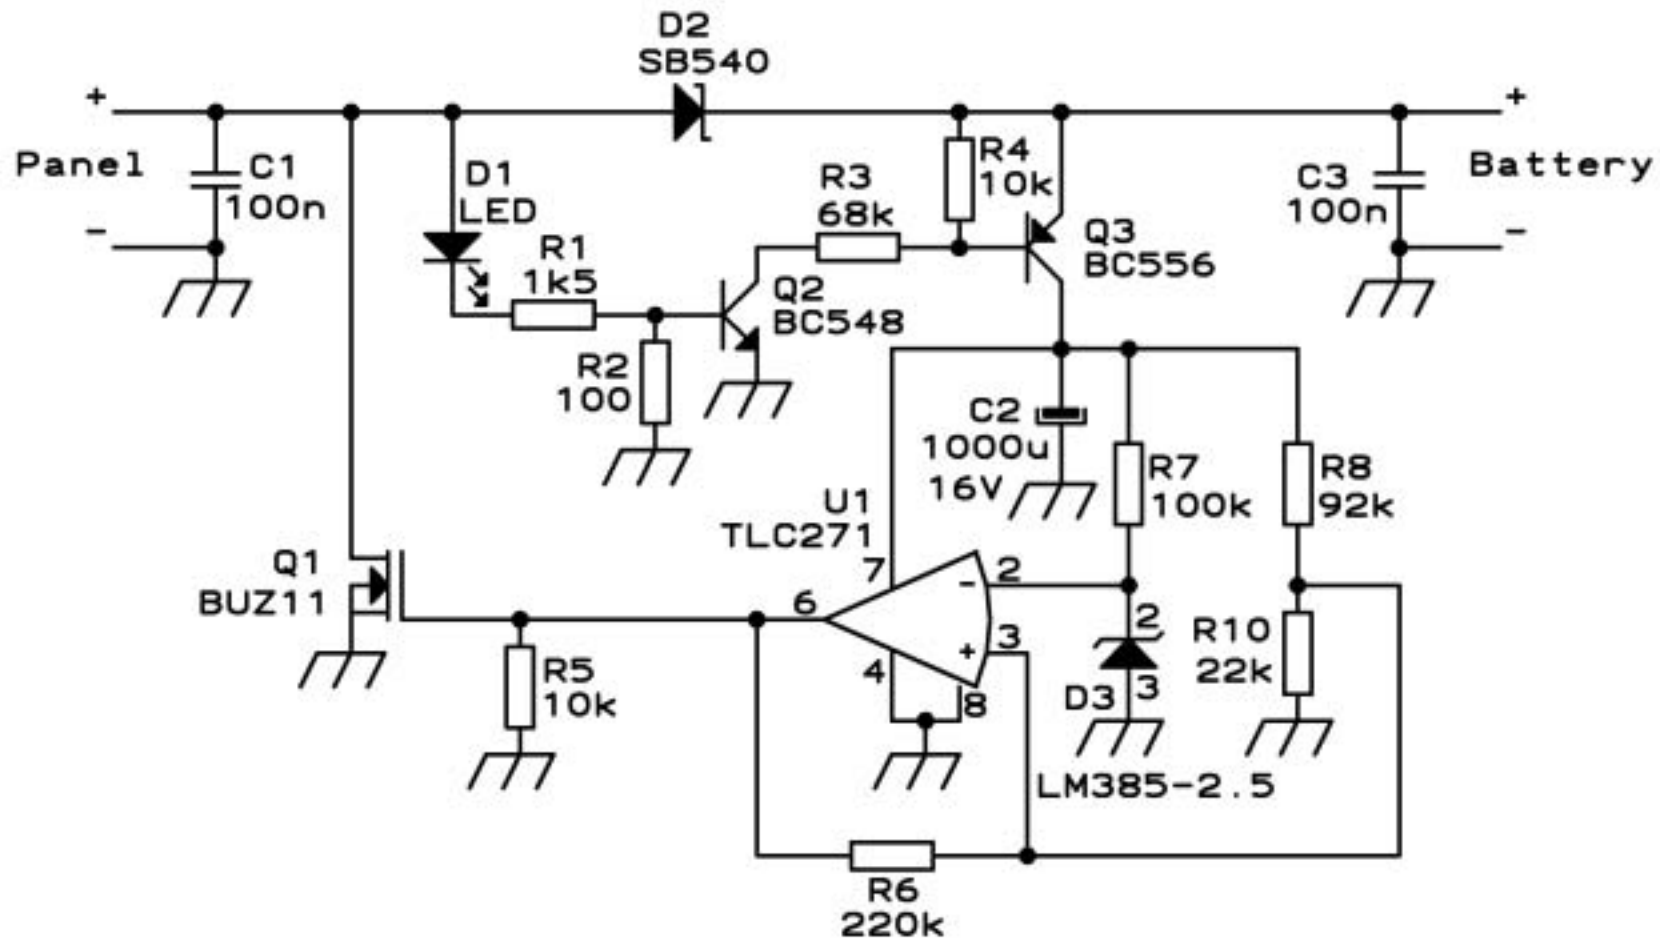 D2
SB540
+
+
Panel
C1
100n
D1
LED
R3
68k
R4
10k
C3
100n
Battery
-
-
R1
1k5
Q3
BC556
Q2
BC548
R2
100
C2
1000u
16V
R7
100k
R8
92k
U1
TLC271
Q1
BUZ11
7
-
2
6
3
+
4
8
2
3
D3
R10
22k
R5
10k
LM385-2.5
R6
220k